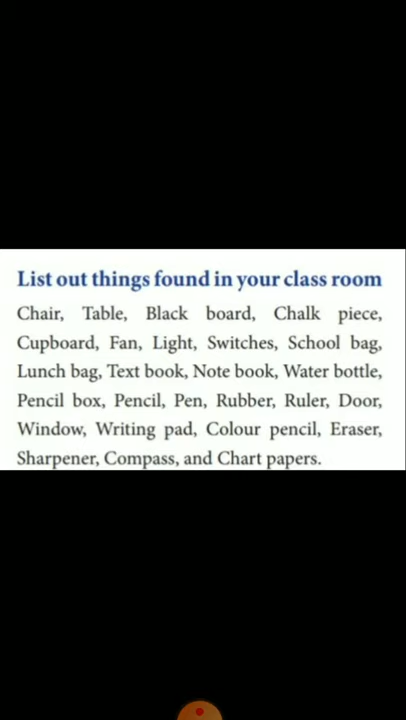 List out things found in your class room
Chair, Table, Black board, Chalk piece,
Cupboard, Fan, Light, Switches, School bag,
Lunch bag, Text book, Note book, Water bottle,
Pencil box, Pencil, Pen, Rubber, Ruler, Door,
Window, Writing pad, Colour pencil, Eraser,
Sharpener, Compass, and Chart papers.